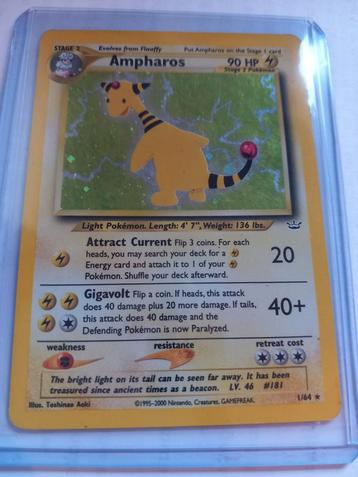 STAGE 2 Evolves from Flaaffy Put Ampharos on the Stage 1 card
Ampharos 90 HP
Stage 2 Pokémon
Light Pokémon. Length: 4' 7", Weight: 136 lbs.
Attract Current Flip 3 coins. For each
heads, you may search your deck for a
Energy card and attach it to 1 of your
Pokémon. Shuffle your deck afterward.
20
Gigavolt Flip a coin. If heads, this attack
does 40 damage plus 20 more damage. If tails,
this attack does 40 damage and the
Defending Pokémon is now Paralyzed.
40+
weakness resistance retreat cost
The bright light on its tail can be seen far away. It has been
treasured since ancient times as a beacon. LV. 46 #181
Illus. Toshinao Aoki ©1995-2000 Nintendo, Creatures, GAMEFREAK. 1/64 ★